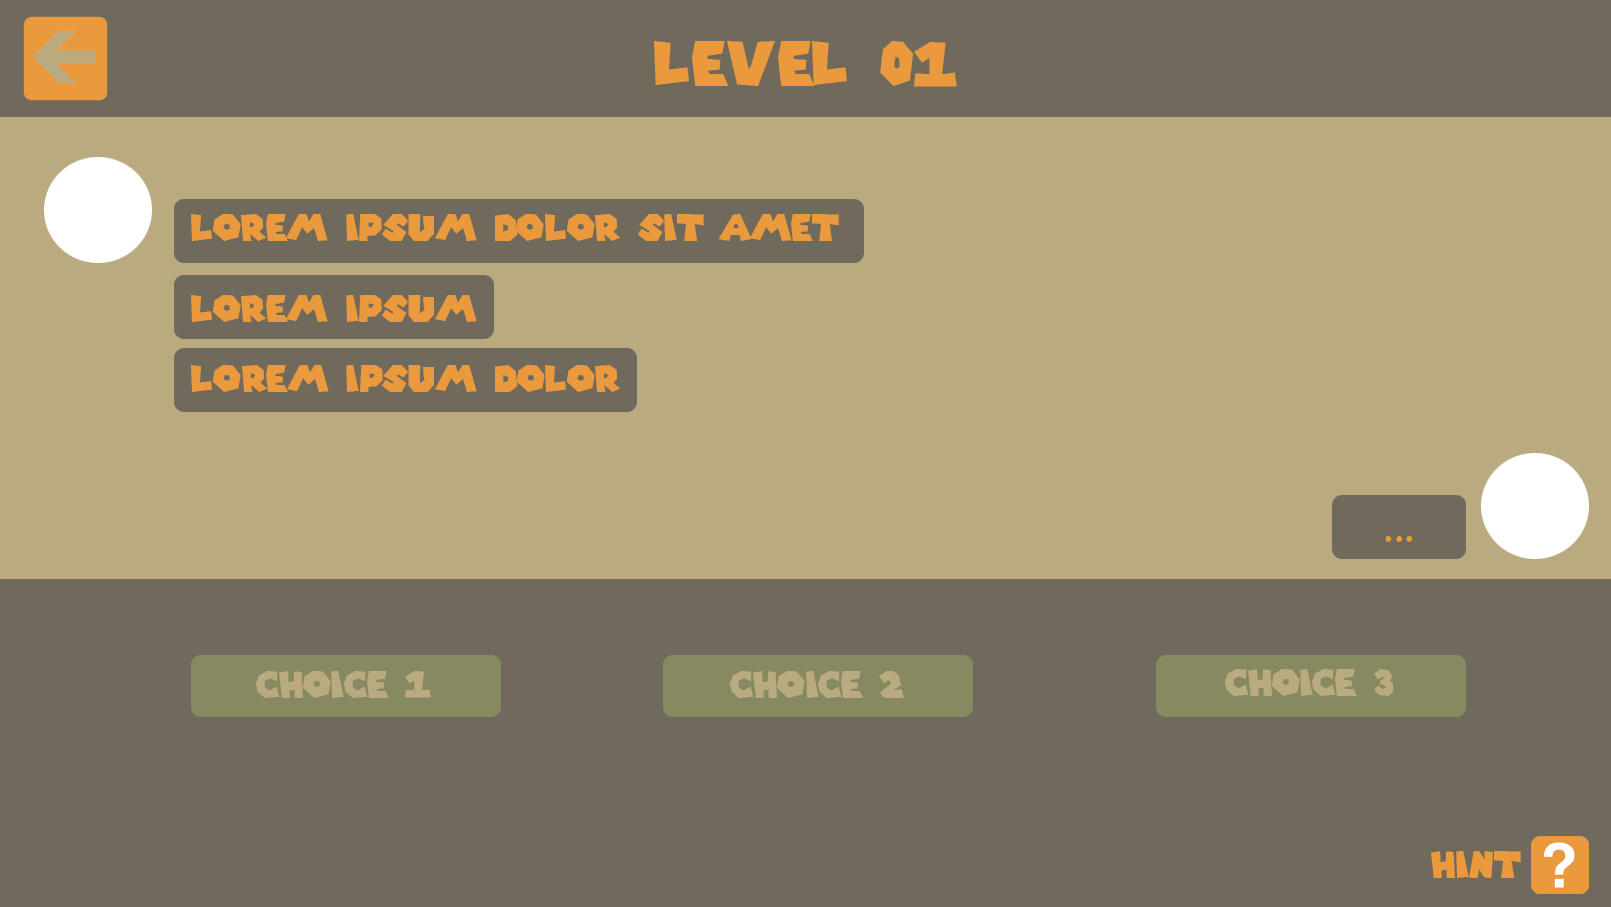 LEVEL 01
LOREM IPSUM DOLOR SIT AMET
LOREM IPSUM
LOREM IPSUM DOLOR
...
CHOICE 1
CHOICE 2
CHOICE 3
HINT ?